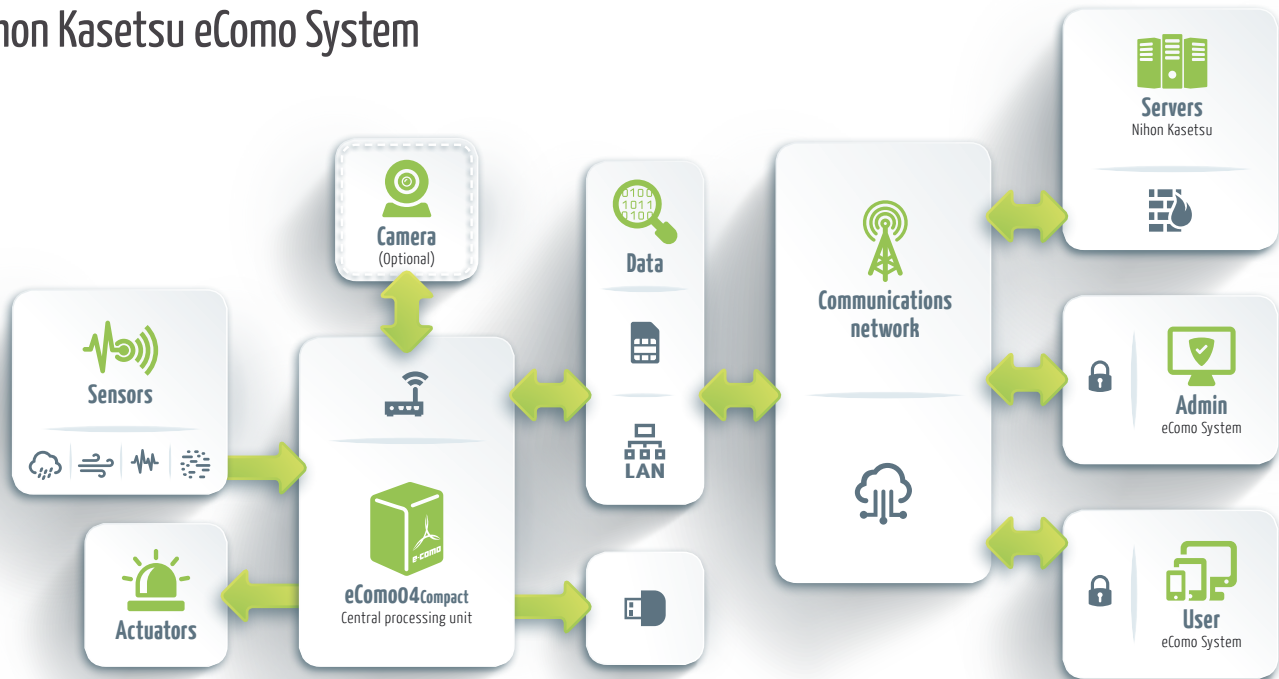 hon Kasetsu eComo System
Servers
Nihon Kasetsu
0100
1011
0100
Camera
(Optional)
Data
Communications
network
Sensors
Admin
eComo System
LAN
e-como
eComo04Compact
Central processing unit
Actuators
User
eComo System